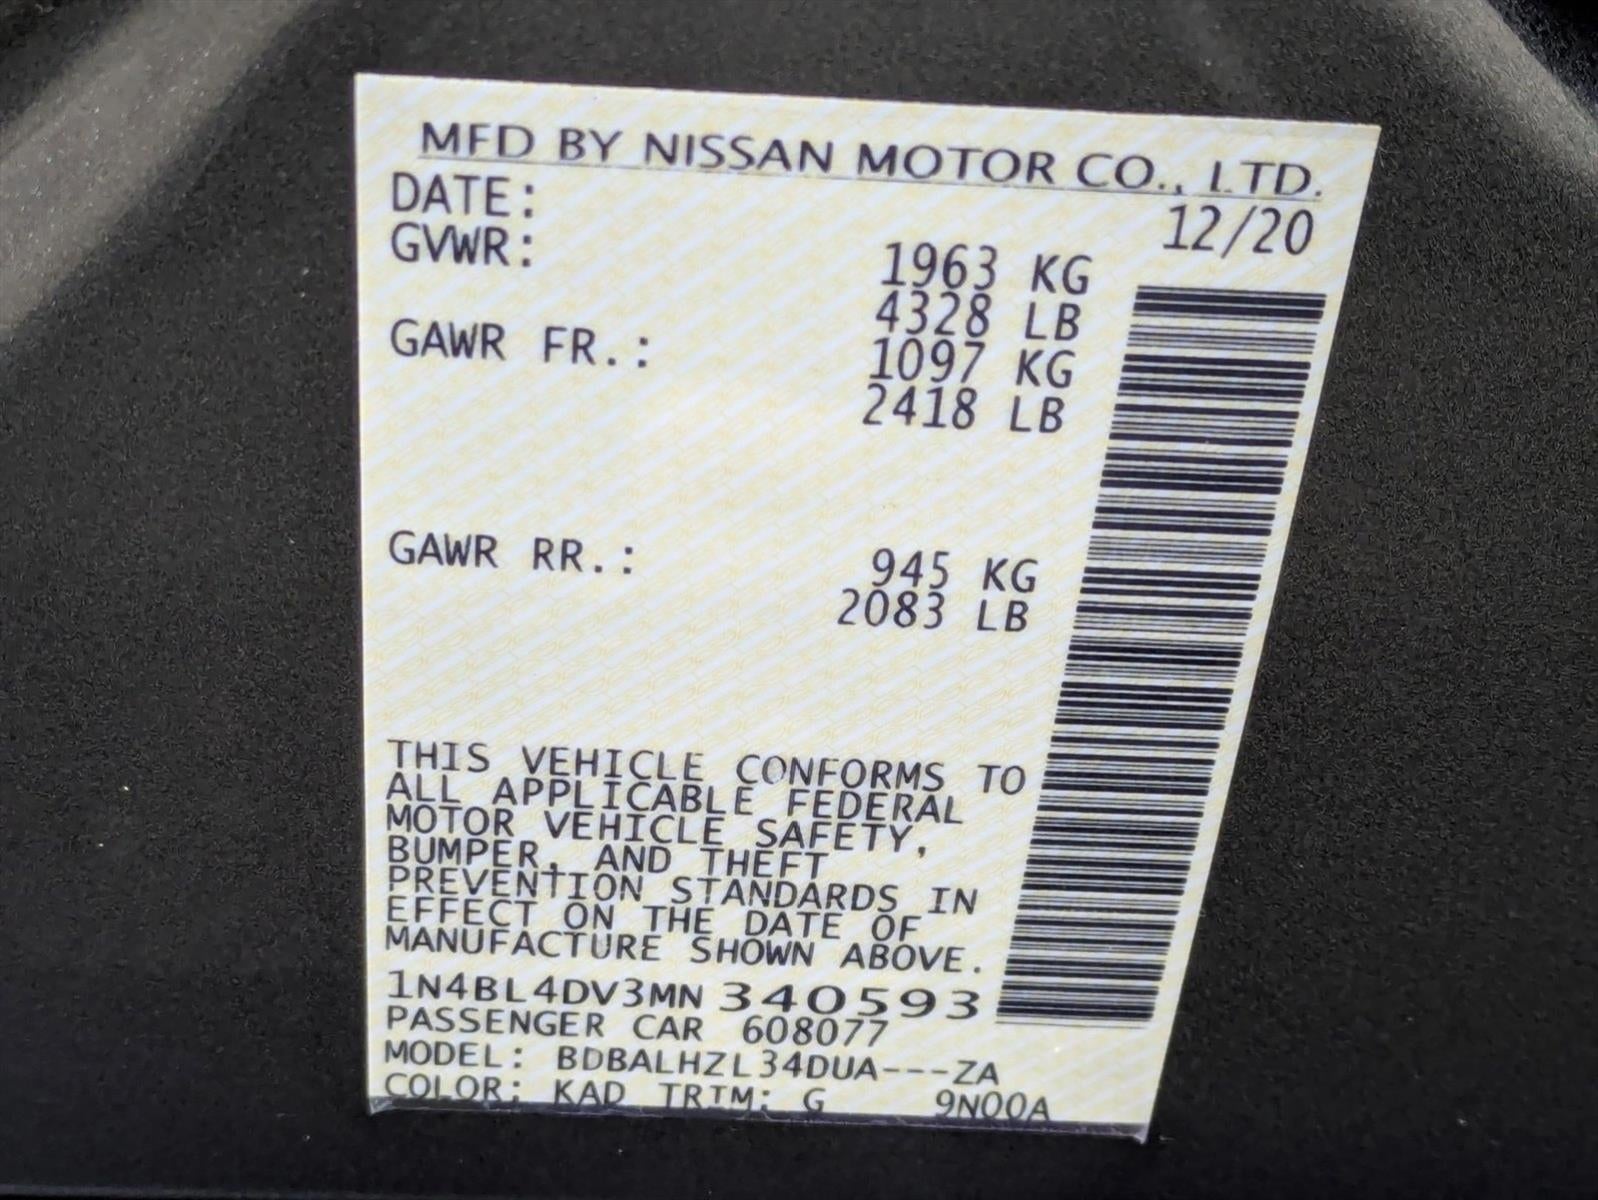 MFD BY NISSAN MOTOR CO., LTD.
DATE: 12/20
GVWR: 1963 KG
4328 LB
GAWR FR.: 1097 KG
2418 LB
GAWR RR.: 945 KG
2083 LB
THIS VEHICLE CONFORMS TO
ALL APPLICABLE FEDERAL
MOTOR VEHICLE SAFETY,
BUMPER, AND THEFT
PREVENTION STANDARDS IN
EFFECT ON THE DATE OF
MANUFACTURE SHOWN ABOVE.
1N4BL4DV3MN 340593
PASSENGER CAR 608077
MODEL: BDBALHZL34DUA---ZA
COLOR: KAD TRIM: G 9N00A